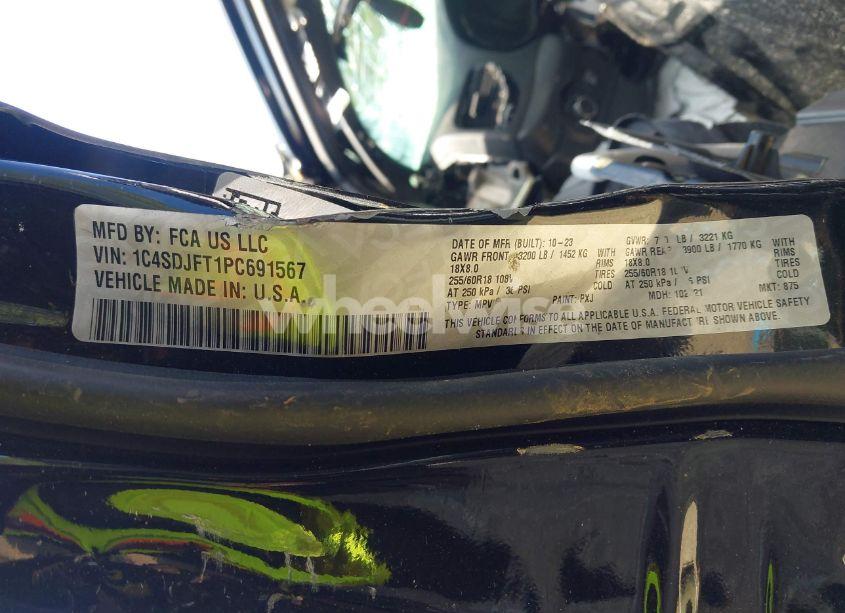 MFD BY: FCA US LLC
VIN: 1C4SDJFT1PC691567
VEHICLE MADE IN: U.S.A.
DATE OF MFR (BUILT): 10-23
GAWR FRONT 3200 LB / 1452 KG
18X8.0
255/60R18 108V
AT 250 kPa / PSI
TYPE: MPV PAINT: PXJ
GVWR: LB / 3221 KG
GAWR REAR 3900 LB / 1770 KG WITH
18X8.0 RIMS
255/60R18 TIRES
AT 250 kPa / PSI COLD
MDH: MKT: 875
WITH
RIMS
TIRES
COLD
THIS VEHICLE CONFORMS TO ALL APPLICABLE U.S.A. FEDERAL MOTOR VEHICLE SAFETY
STANDARDS IN EFFECT ON THE DATE OF MANUFACTURE SHOWN ABOVE.